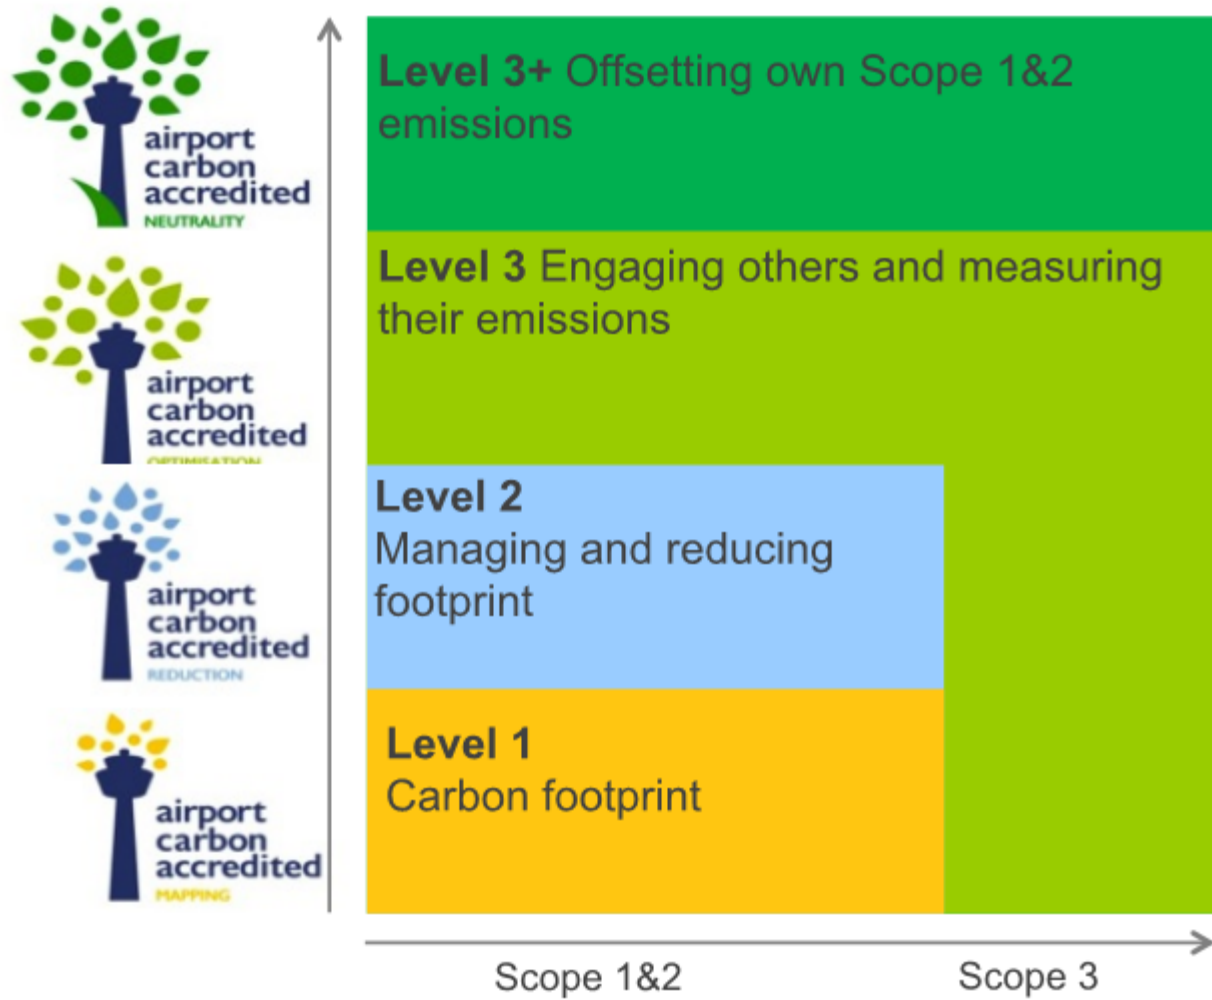 airport
carbon
accredited
NEUTRALITY
Level 3+ Offsetting own Scope 1&2
emissions
airport
carbon
accredited
OPTIMISATION
Level 3 Engaging others and measuring
their emissions
airport
carbon
accredited
REDUCTION
Level 2
Managing and reducing
footprint
airport
carbon
accredited
MAPPING
Level 1
Carbon footprint
Scope 1&2
Scope 3